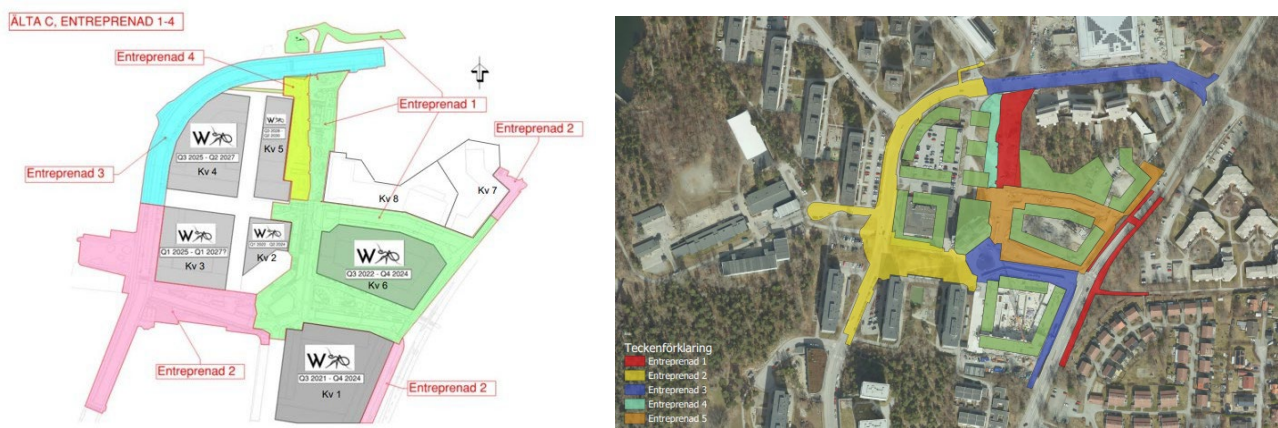 ÄLTA C, ENTREPRENAD 1-4
Entreprenad 4
Entreprenad 1
Entreprenad 2
Entreprenad 3
W
Q3 2025 - Q2 2027
Kv 4
W
Kv 5
Kv 7
Kv 8
W
Q1 2025 - Q1 2027?
Kv 3
W
Kv 2
W
Q3 2022 - Q4 2024
Kv 6
Entreprenad 2
W
Q3 2021 - Q4 2024
Kv 1
Entreprenad 2
Teckenförklaring
Entreprenad 1
Entreprenad 2
Entreprenad 3
Entreprenad 4
Entreprenad 5